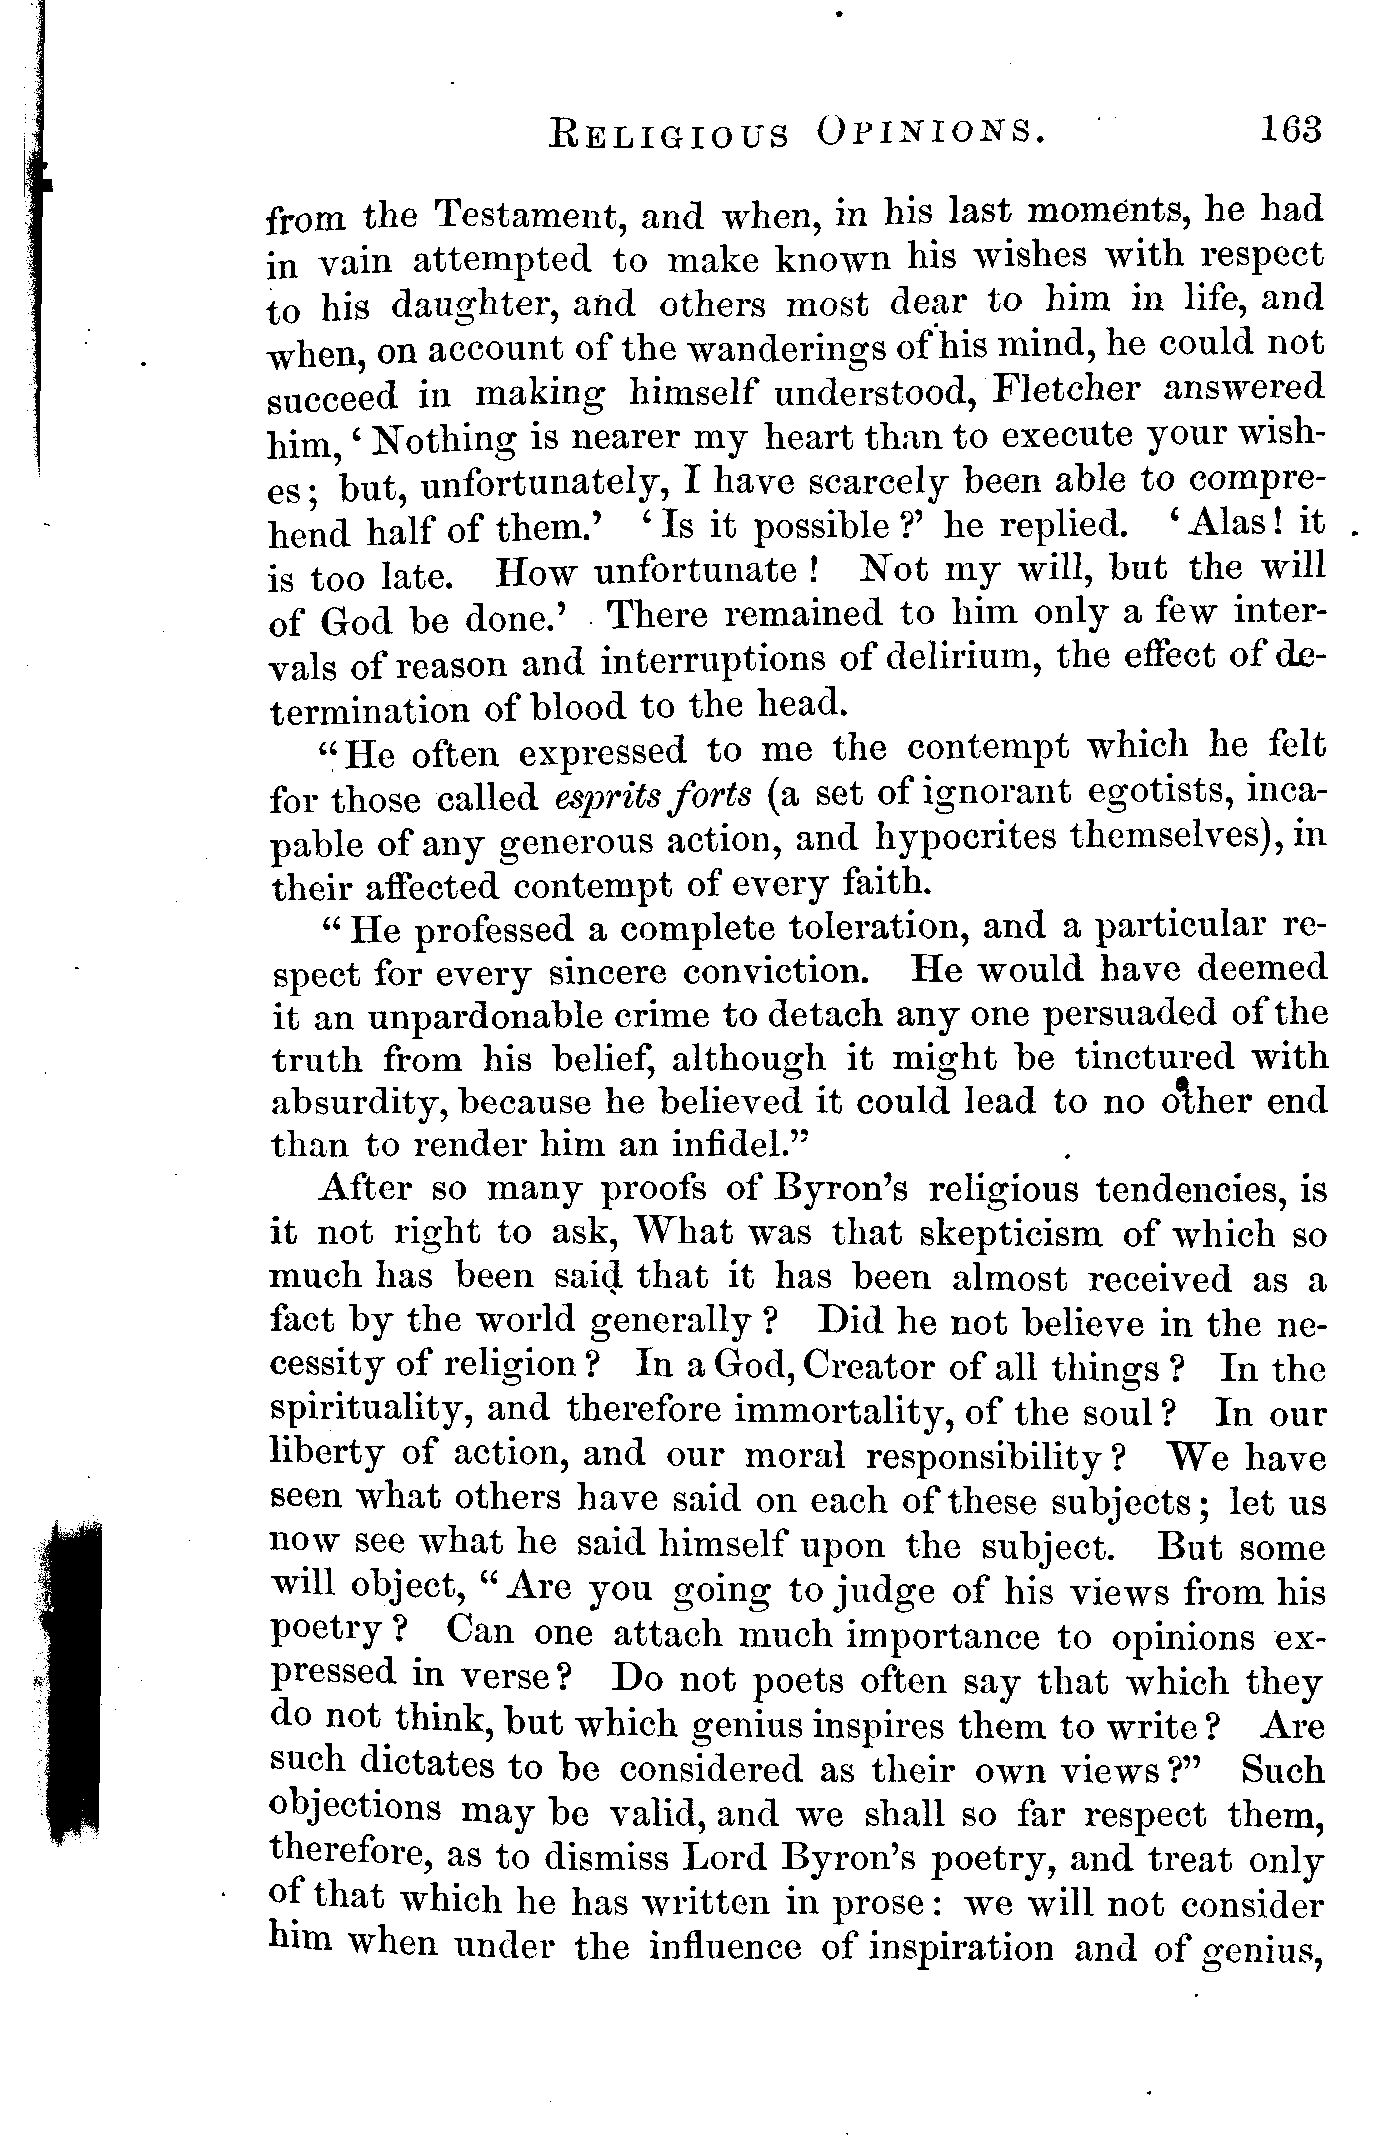 RELIGIOUS OPINIONS. 163
from the Testament, and when, in his last moments, he had
in vain attempted to make known his wishes with respect
to his daughter, and others most dear to him in life, and
when, on account of the wanderings of his mind, he could not
succeed in making himself understood, Fletcher answered
him, ‘Nothing is nearer my heart than to execute your wish-
es; but, unfortunately, I have scarcely been able to compre-
hend half of them.’ ‘Is it possible?’ he replied. ‘Alas! it
is too late. How unfortunate! Not my will, but the will
of God be done.’ There remained to him only a few inter-
vals of reason and interruptions of delirium, the effect of de-
termination of blood to the head.
“He often expressed to me the contempt which he felt
for those called esprits forts (a set of ignorant egotists, inca-
pable of any generous action, and hypocrites themselves), in
their affected contempt of every faith.
“He professed a complete toleration, and a particular re-
spect for every sincere conviction. He would have deemed
it an unpardonable crime to detach any one persuaded of the
truth from his belief, although it might be tinctured with
absurdity, because he believed it could lead to no other end
than to render him an infidel.”
After so many proofs of Byron’s religious tendencies, is
it not right to ask, What was that skepticism of which so
much has been said that it has been almost received as a
fact by the world generally? Did he not believe in the ne-
cessity of religion? In a God, Creator of all things? In the
spirituality, and therefore immortality, of the soul? In our
liberty of action, and our moral responsibility? We have
seen what others have said on each of these subjects; let us
now see what he said himself upon the subject. But some
will object, “Are you going to judge of his views from his
poetry? Can one attach much importance to opinions ex-
pressed in verse? Do not poets often say that which they
do not think, but which genius inspires them to write? Are
such dictates to be considered as their own views?” Such
objections may be valid, and we shall so far respect them,
therefore, as to dismiss Lord Byron’s poetry, and treat only
of that which he has written in prose: we will not consider
him when under the influence of inspiration and of genius,